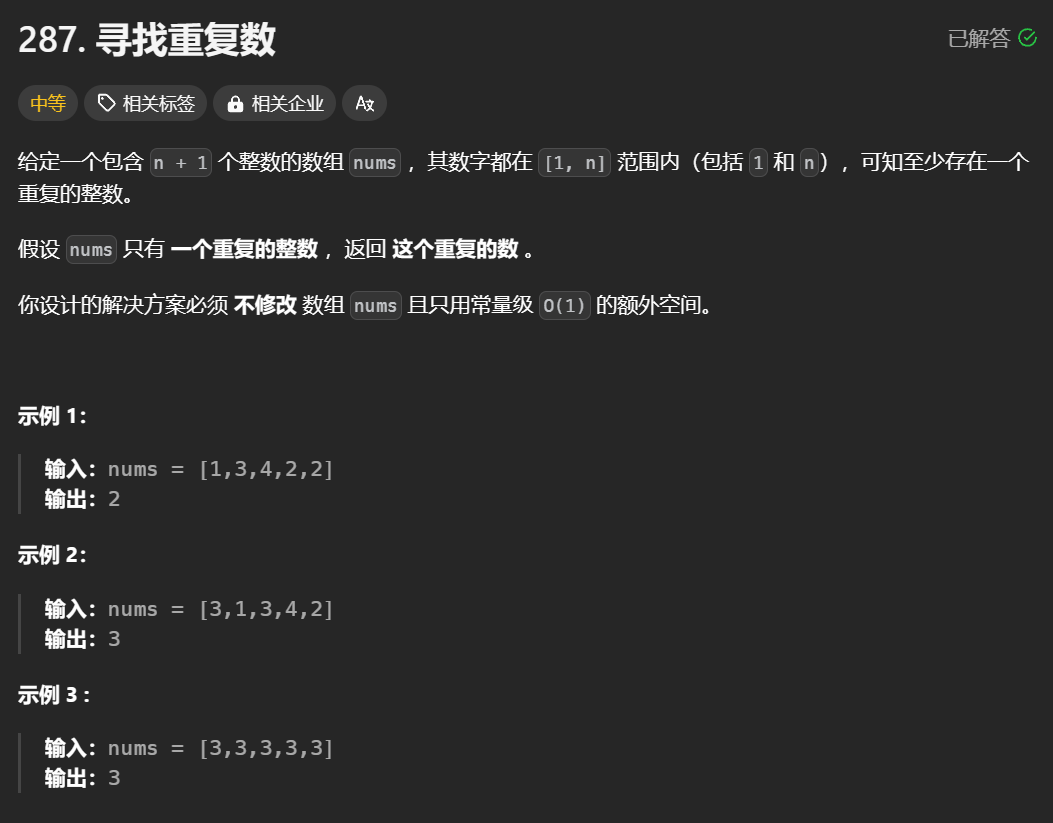 287. 寻找重复数
已解答
中等 相关标签 相关企业 Ax
给定一个包含 n + 1 个整数的数组 nums ，其数字都在 [1, n] 范围内（包括 1 和 n），可知至少存在一个
重复的整数。
假设 nums 只有 一个重复的整数 ，返回 这个重复的数 。
你设计的解决方案必须 不修改 数组 nums 且只用常量级 O(1) 的额外空间。
示例 1：
输入：nums = [1,3,4,2,2]
输出：2
示例 2：
输入：nums = [3,1,3,4,2]
输出：3
示例 3 :
输入：nums = [3,3,3,3,3]
输出：3